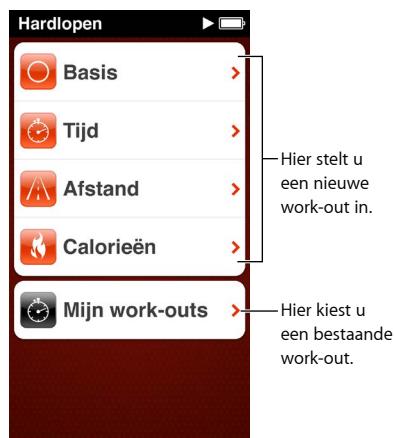 Hardlopen
Basis
Tijd
Afstand
Calorieën
Mijn work-outs
Hier stelt u
een nieuwe
work-out in.
Hier kiest u
een bestaande
work-out.